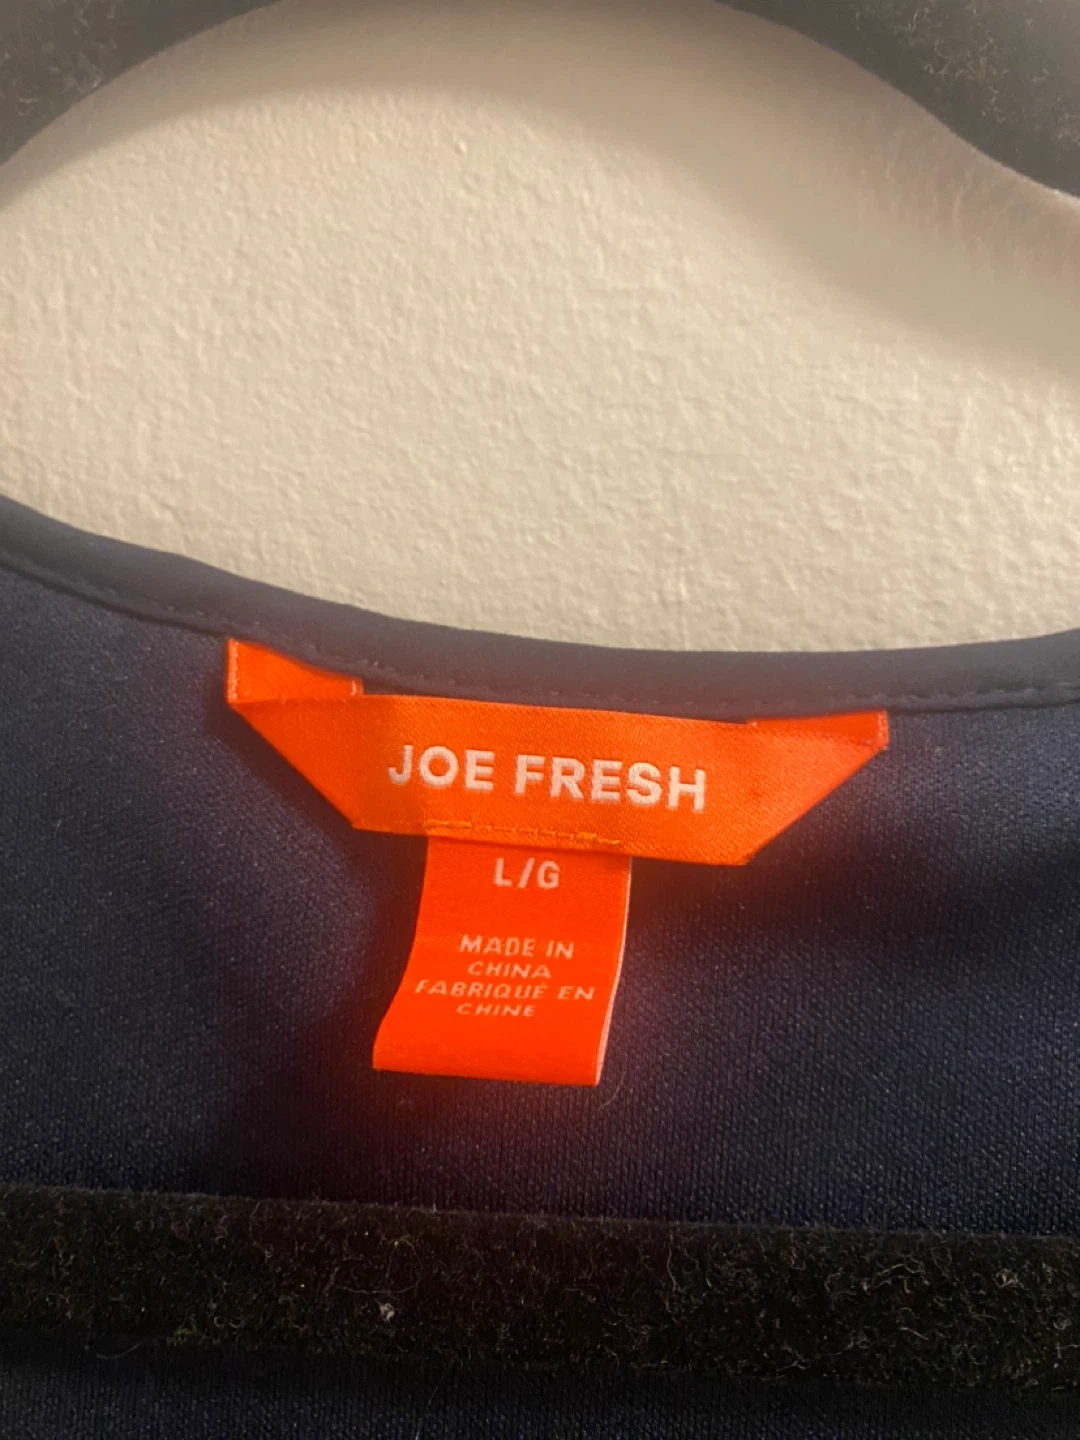 JOE FRESH
L/G
MADE IN
CHINA
FABRIQUÉ EN
CHINE